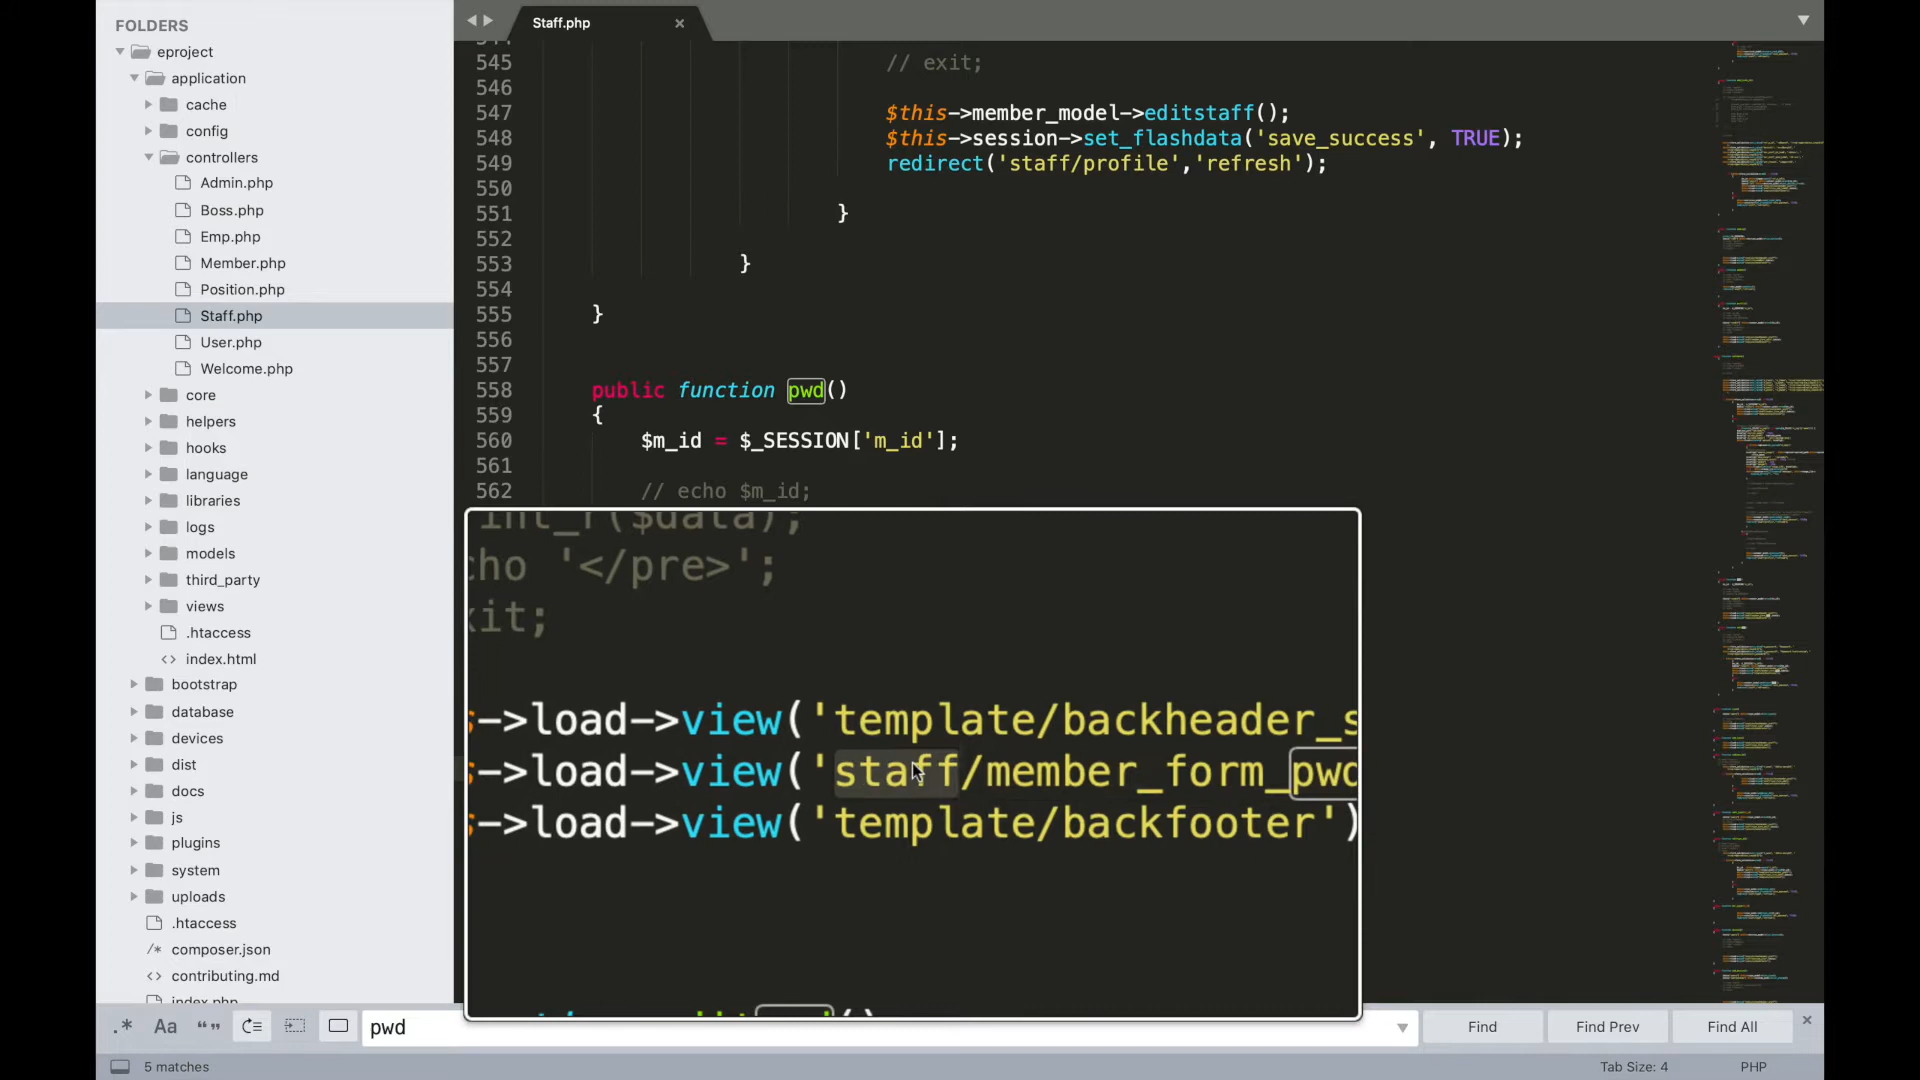 FOLDERS
eproject
application
cache
config
controllers
Admin.php
Boss.php
Emp.php
Member.php
Position.php
Staff.php
User.php
Welcome.php
core
helpers
hooks
language
libraries
logs
models
third_party
views
.htaccess
<> index.html
bootstrap
database
devices
dist
docs
js
plugins
system
uploads
.htaccess
/* composer.json
<> contributing.md
index.php
Staff.php ×
545 // exit;
546
547 $this->member_model->editstaff();
548 $this->session->set_flashdata('save_success', TRUE);
549 redirect('staff/profile','refresh');
550
551 }
552
553 }
554
555 }
556
557
558 public function pwd()
559 {
560 $m_id = $_SESSION['m_id'];
561
562 // echo $m_id;
int_r($data);
cho '</pre>';
xit;
->load->view('template/backheader_s
->load->view('staff/member_form_pwd
->load->view('template/backfooter')
.* Aa “” pwd Find Find Prev Find All ×
5 matches Tab Size: 4 PHP